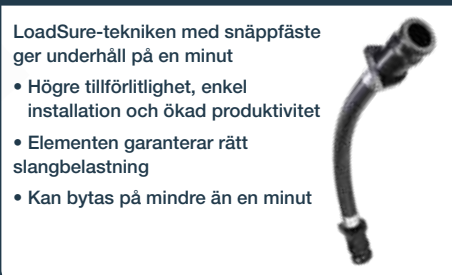 LoadSure-tekniken med snäppfäste
ger underhåll på en minut
• Högre tillförlitlighet, enkel
installation och ökad produktivitet
• Elementen garanterar rätt
slangbelastning
• Kan bytas på mindre än en minut